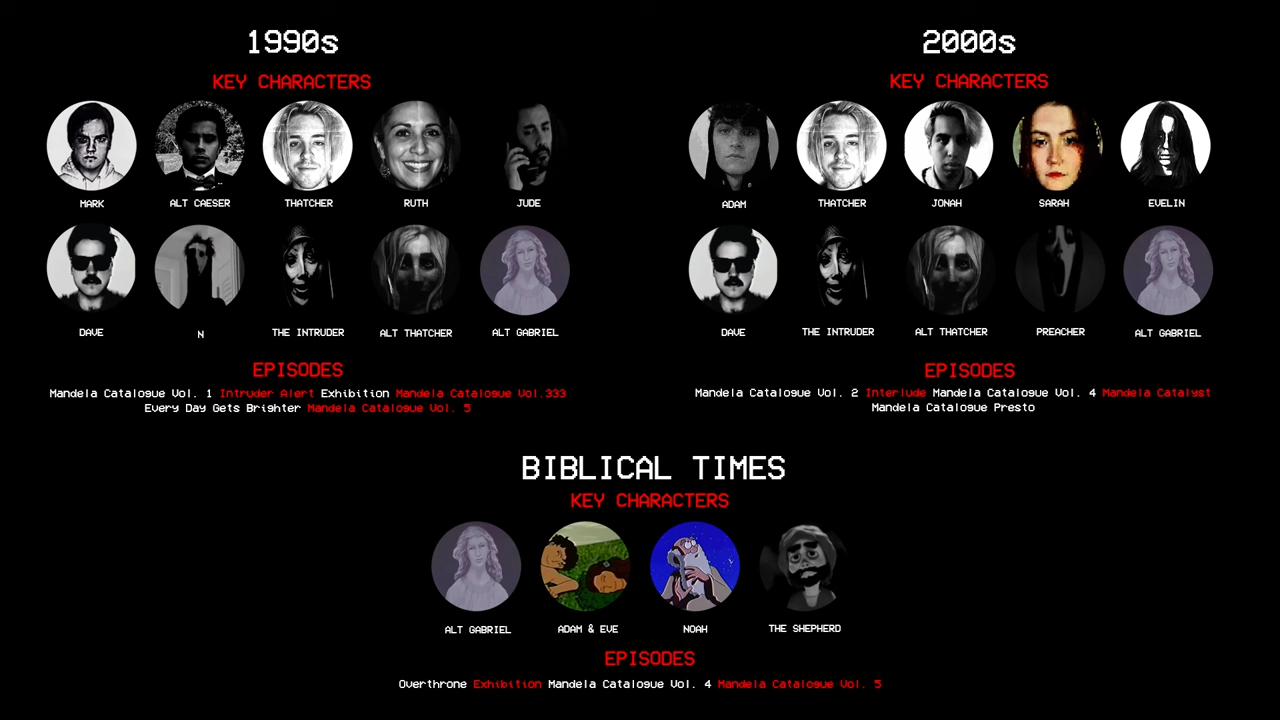 1990s
KEY CHARACTERS
MARK ALT CAESER THATCHER RUTH JUDE
DAVE N THE INTRUDER ALT THATCHER ALT GABRIEL
EPISODES
Mandela Catalogue Vol. 1 Intruder Alert Exhibition Mandela Catalogue Vol.333
Every Day Gets Brighter Mandela Catalogue Vol. 5
2000s
KEY CHARACTERS
ADAM THATCHER JONAH SARAH EVELIN
DAVE THE INTRUDER ALT THATCHER PREACHER ALT GABRIEL
EPISODES
Mandela Catalogue Vol. 2 Interlude Mandela Catalogue Vol. 4 Mandela Catalyst
Mandela Catalogue Presto
BIBLICAL TIMES
KEY CHARACTERS
ALT GABRIEL ADAM & EVE NOAH THE SHEPHERD
EPISODES
Overthrone Exhibition Mandela Catalogue Vol. 4 Mandela Catalogue Vol. 5